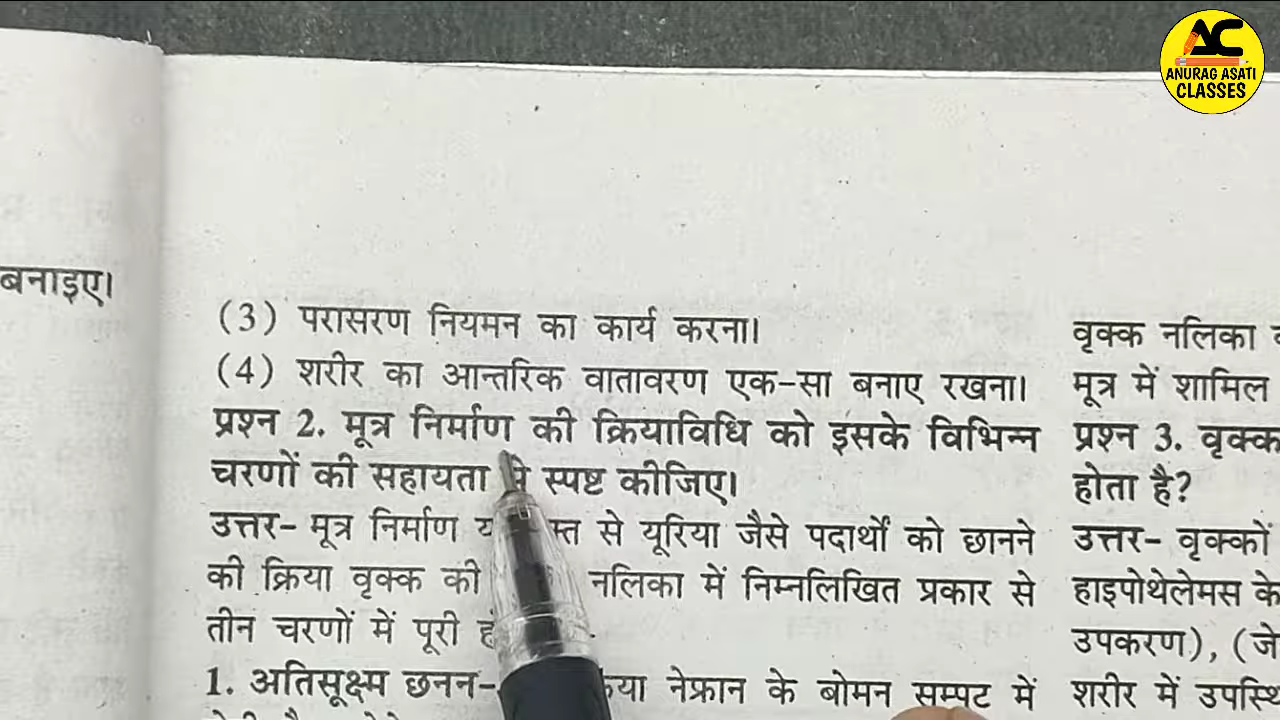 AC
ANURAG ASATI
CLASSES
बनाइए।
(3) परासरण नियमन का कार्य करना।
(4) शरीर का आन्तरिक वातावरण एक-सा बनाए रखना।
प्रश्न 2. मूत्र निर्माण की क्रियाविधि को इसके विभिन्न
चरणों की सहायता से स्पष्ट कीजिए।
उत्तर- मूत्र निर्माण से यूरिया जैसे पदार्थों को छानने
की क्रिया वृक्क की नलिका में निम्नलिखित प्रकार से
तीन चरणों में पूरी
1. अतिसूक्ष्म छनन- नेफ्रान के बोमन सम्पुट में
वृक्क नलिका
मूत्र में शामिल
प्रश्न 3. वृक्क
होता है?
उत्तर- वृक्कों
हाइपोथेलेमस के
उपकरण), (जे
शरीर में